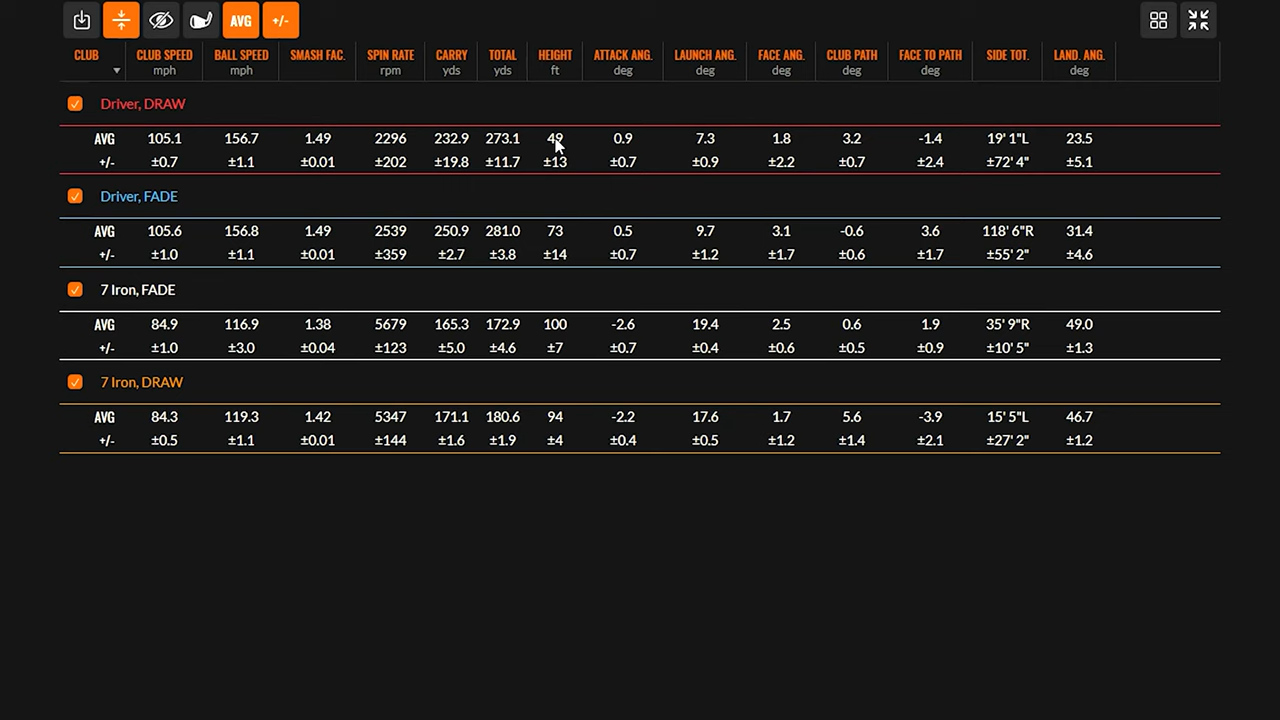 AVG +/-
CLUB CLUB SPEED BALL SPEED SMASH FAC. SPIN RATE CARRY TOTAL HEIGHT ATTACK ANG. LAUNCH ANG. FACE ANG. CLUB PATH FACE TO PATH SIDE TOT. LAND. ANG.
mph mph rpm yds yds ft deg deg deg deg deg deg
Driver, DRAW
AVG 105.1 156.7 1.49 2296 232.9 273.1 49 0.9 7.3 1.8 3.2 -1.4 19' 1"L 23.5
+/- ±0.7 ±1.1 ±0.01 ±202 ±19.8 ±11.7 ±13 ±0.7 ±0.9 ±2.2 ±0.7 ±2.4 ±72' 4" ±5.1
Driver, FADE
AVG 105.6 156.8 1.49 2539 250.9 281.0 73 0.5 9.7 3.1 -0.6 3.6 118' 6"R 31.4
+/- ±1.0 ±1.1 ±0.01 ±359 ±2.7 ±3.8 ±14 ±0.7 ±1.2 ±1.7 ±0.6 ±1.7 ±55' 2" ±4.6
7 Iron, FADE
AVG 84.9 116.9 1.38 5679 165.3 172.9 100 -2.6 19.4 2.5 0.6 1.9 35' 9"R 49.0
+/- ±1.0 ±3.0 ±0.04 ±123 ±5.0 ±4.6 ±7 ±0.7 ±0.4 ±0.6 ±0.5 ±0.9 ±10' 5" ±1.3
7 Iron, DRAW
AVG 84.3 119.3 1.42 5347 171.1 180.6 94 -2.2 17.6 1.7 5.6 -3.9 15' 5"L 46.7
+/- ±0.5 ±1.1 ±0.01 ±144 ±1.6 ±1.9 ±4 ±0.4 ±0.5 ±1.2 ±1.4 ±2.1 ±27' 2" ±1.2